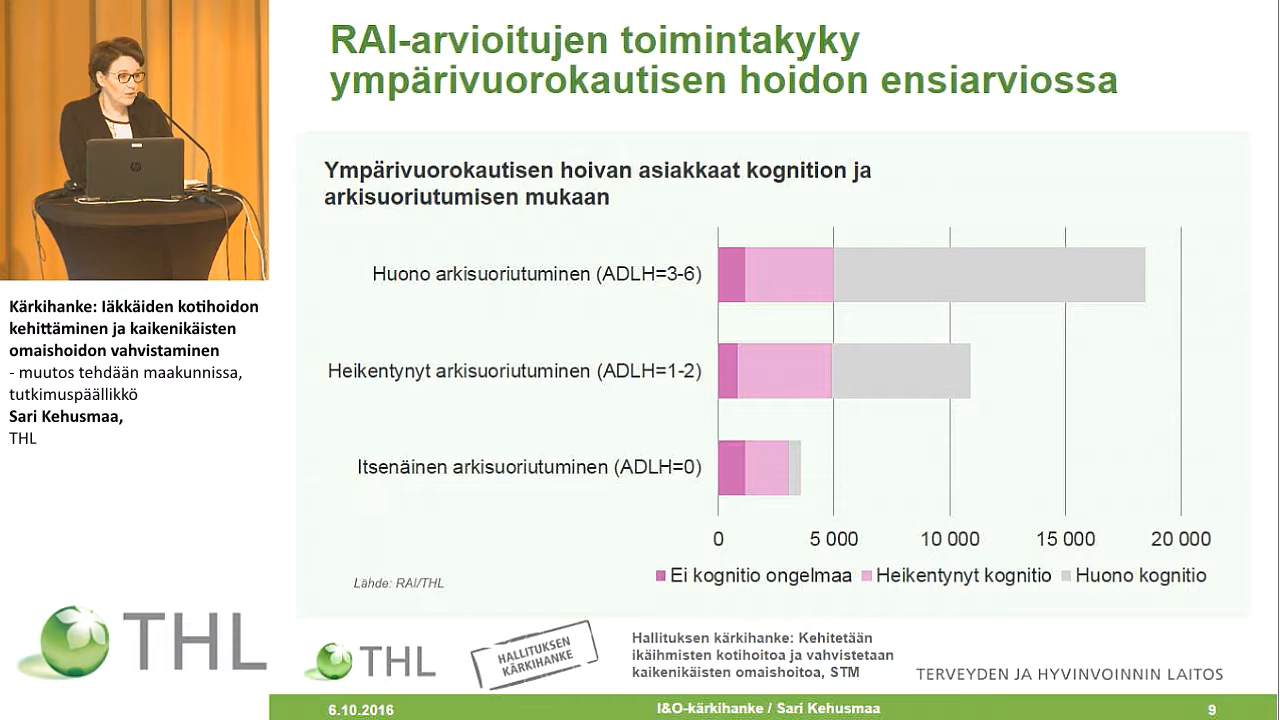 RAI-arvioitujen toimintakyky
ympärivuorokautisen hoidon ensiarviossa
Ympärivuorokautisen hoivan asiakkaat kognition ja
arkisuoriutumisen mukaan
Huono arkisuoriutuminen (ADLH=3-6)
Heikentynyt arkisuoriutuminen (ADLH=1-2)
Itsenäinen arkisuoriutuminen (ADLH=0)
0 5 000 10 000 15 000 20 000
Ei kognitio ongelmaa Heikentynyt kognitio Huono kognitio
Lähde: RAI/THL
Kärkihanke: Iäkkäiden kotihoidon
kehittäminen ja kaikenikäisten
omaishoidon vahvistaminen
- muutos tehdään maakunnissa,
tutkimuspäällikkö
Sari Kehusmaa,
THL
THL
THL
HALLITUKSEN
KÄRKIHANKE
Hallituksen kärkihanke: Kehitetään
ikäihmisten kotihoitoa ja vahvistetaan
kaikenikäisten omaishoitoa, STM
TERVEYDEN JA HYVINVOINNIN LAITOS
6.10.2016
I&O-kärkihanke / Sari Kehusmaa
9